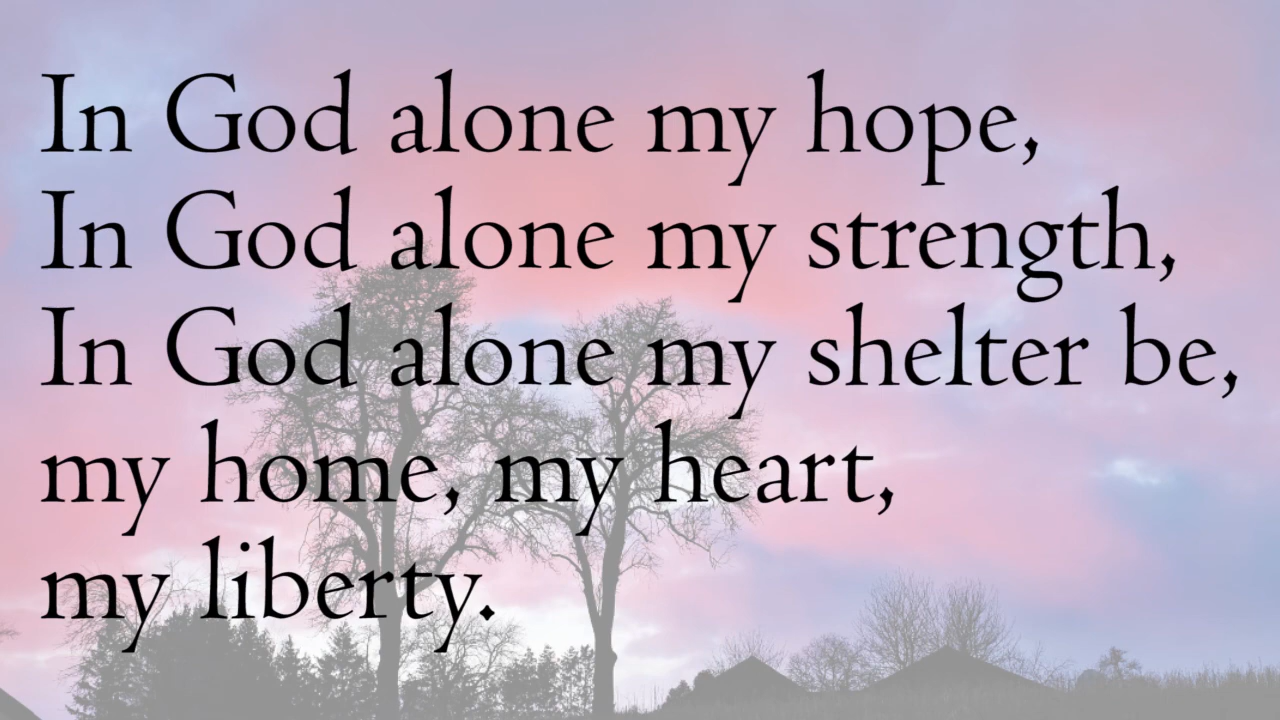 In God alone my hope,
In God alone my strength,
In God alone my shelter be,
my home, my heart,
my liberty.